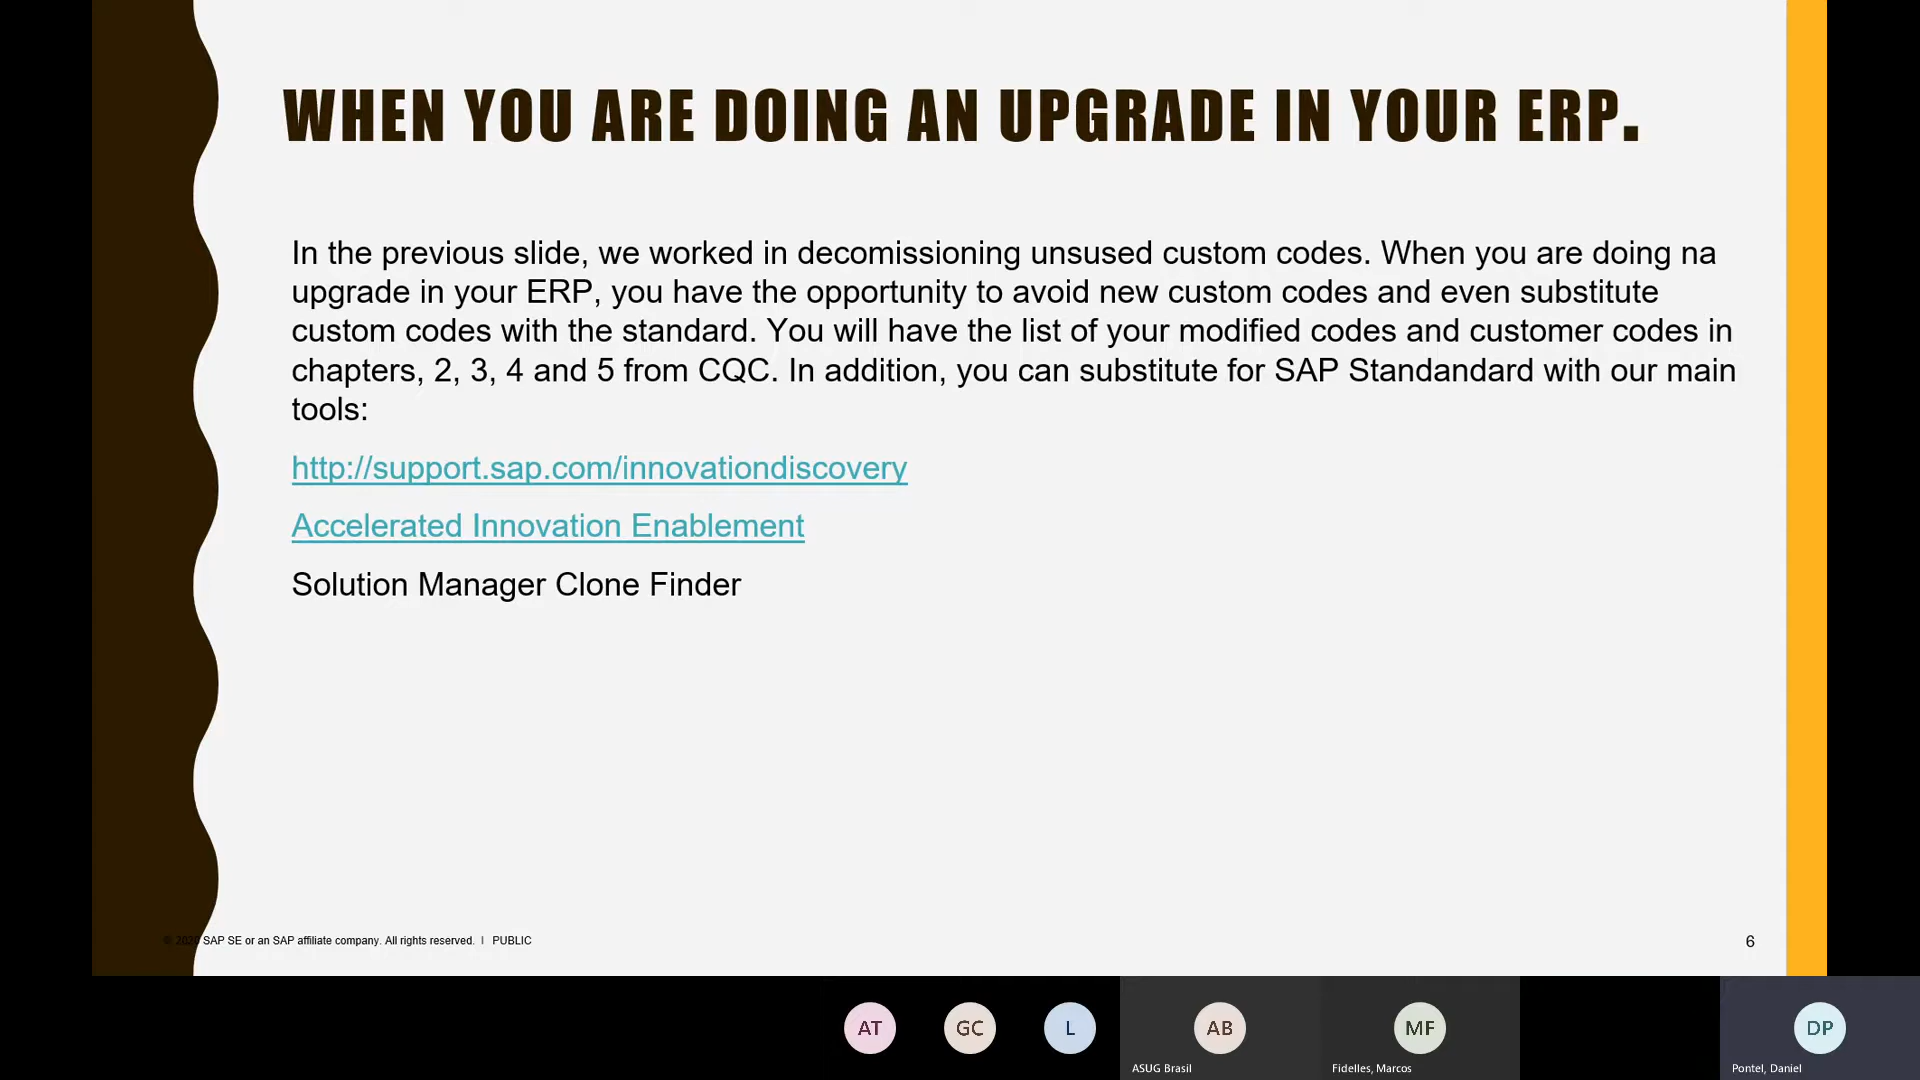 WHEN YOU ARE DOING AN UPGRADE IN YOUR ERP.
In the previous slide, we worked in decomissioning unsused custom codes. When you are doing na
upgrade in your ERP, you have the opportunity to avoid new custom codes and even substitute
custom codes with the standard. You will have the list of your modified codes and customer codes in
chapters, 2, 3, 4 and 5 from CQC. In addition, you can substitute for SAP Standandard with our main
tools:
http://support.sap.com/innovationdiscovery
Accelerated Innovation Enablement
Solution Manager Clone Finder
© SAP SE or an SAP affiliate company. All rights reserved. | PUBLIC
6
AT
GC
L
AB
MF
DP
ASUG Brasil
Fidelles, Marcos
Pontel, Daniel